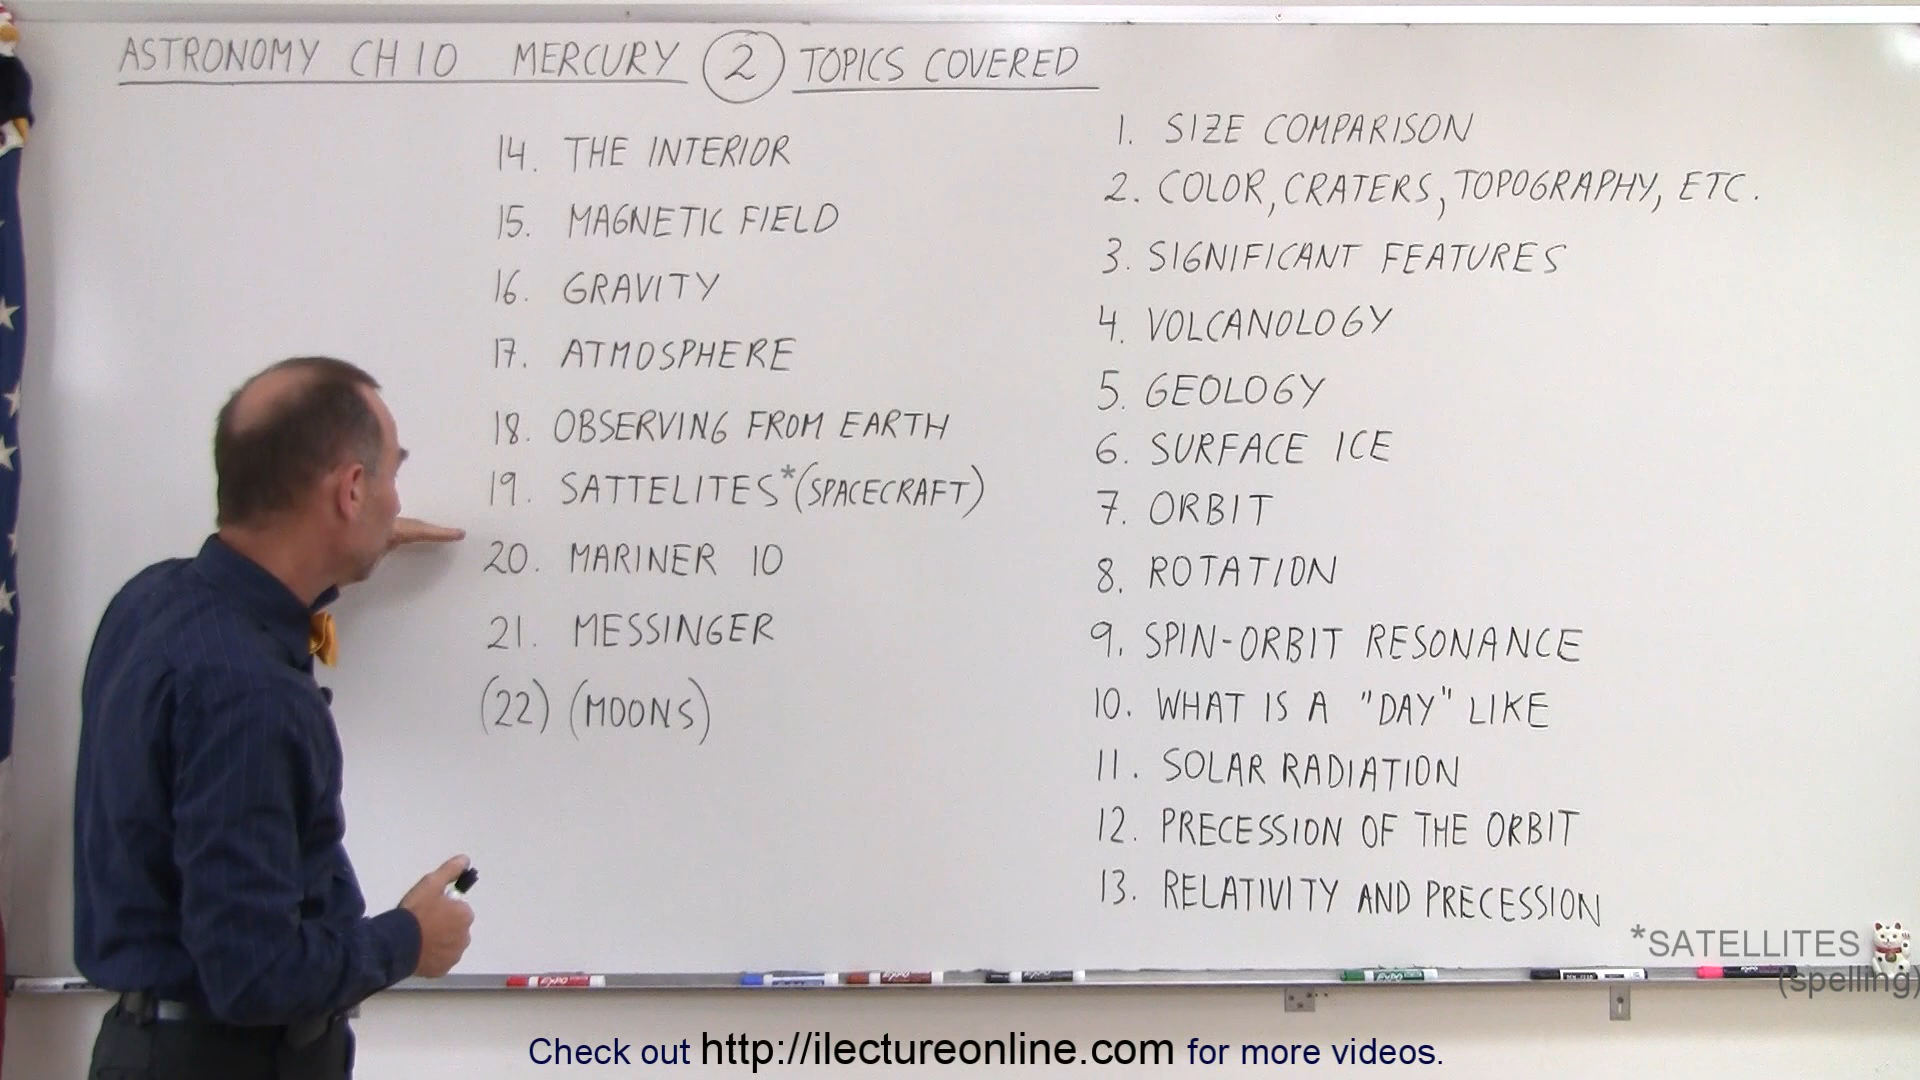 ASTRONOMY CH 10 MERCURY 2 TOPICS COVERED
1. SIZE COMPARISON
2. COLOR, CRATERS, TOPOGRAPHY, ETC.
3. SIGNIFICANT FEATURES
4. VOLCANOLOGY
5. GEOLOGY
6. SURFACE ICE
7. ORBIT
8. ROTATION
9. SPIN-ORBIT RESONANCE
10. WHAT IS A "DAY" LIKE
11. SOLAR RADIATION
12. PRECESSION OF THE ORBIT
13. RELATIVITY AND PRECESSION
14. THE INTERIOR
15. MAGNETIC FIELD
16. GRAVITY
17. ATMOSPHERE
18. OBSERVING FROM EARTH
19. SATTELITES* (SPACECRAFT)
20. MARINER 10
21. MESSINGER
(22) (MOONS)
*SATELLITES
(spelling)
Check out http://ilectureonline.com for more videos.